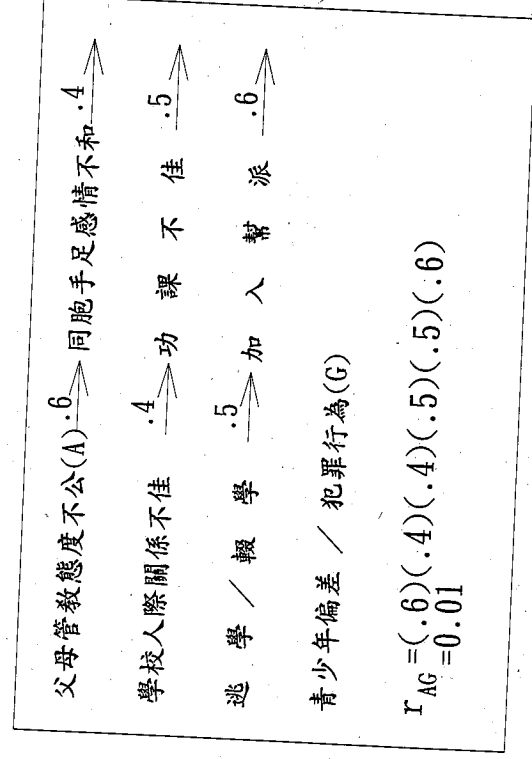 父母管教態度不公(A) .6→ 同胞手足感情不和 .4→
學校人際關係不佳 .4→ 功課不佳 .5→
逃學／輟學 .5→ 加入幫派 .6→
青少年偏差／犯罪行為(G)
r AG =(.6)(.4)(.4)(.5)(.5)(.6)
=0.01